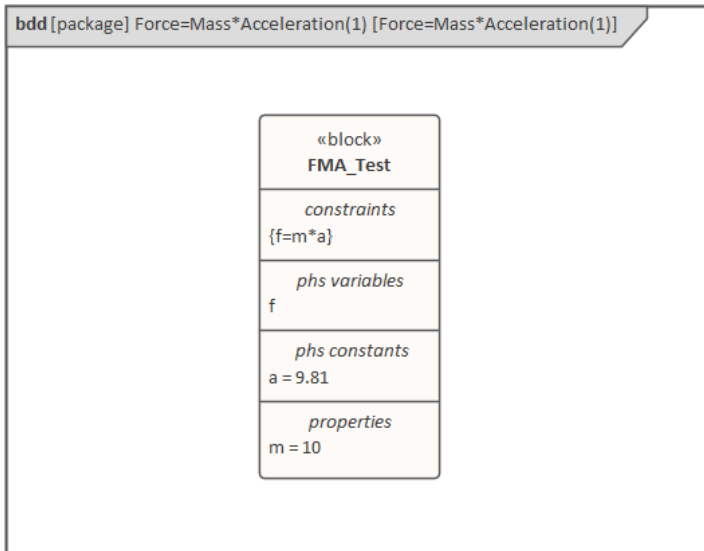 bdd [package] Force=Mass*Acceleration(1) [Force=Mass*Acceleration(1)]
«block»
FMA_Test
constraints
{f=m*a}
phs variables
f
phs constants
a = 9.81
properties
m = 10